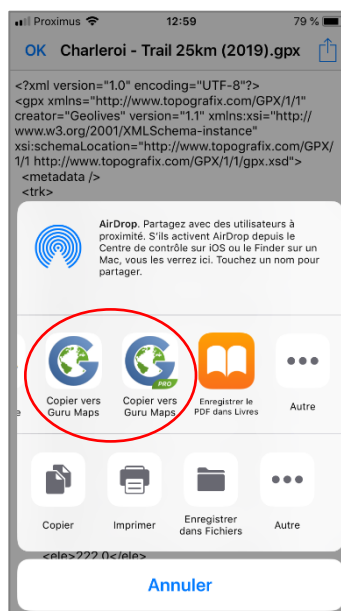 Proximus 12:59 79 %
OK Charleroi - Trail 25km (2019).gpx
<?xml version="1.0" encoding="UTF-8"?>
<gpx xmlns="http://www.topografix.com/GPX/1/1"
creator="Geolives" version="1.1" xmlns:xsi="http://
www.w3.org/2001/XMLSchema-instance"
xsi:schemaLocation="http://www.topografix.com/GPX/
1/1 http://www.topografix.com/GPX/1/1/gpx.xsd">
<metadata />
<trk>
AirDrop. Partagez avec des utilisateurs à
proximité. S'ils activent AirDrop depuis le
Centre de contrôle sur iOS ou le Finder sur un
Mac, vous les verrez ici. Touchez un nom pour
partager.
PRO
Copier vers Copier vers Enregistrer le Autre
e Guru Maps Guru Maps PDF dans Livres
Copier Imprimer Enregistrer Autre
dans Fichiers
<ele>222.0</ele>
Annuler